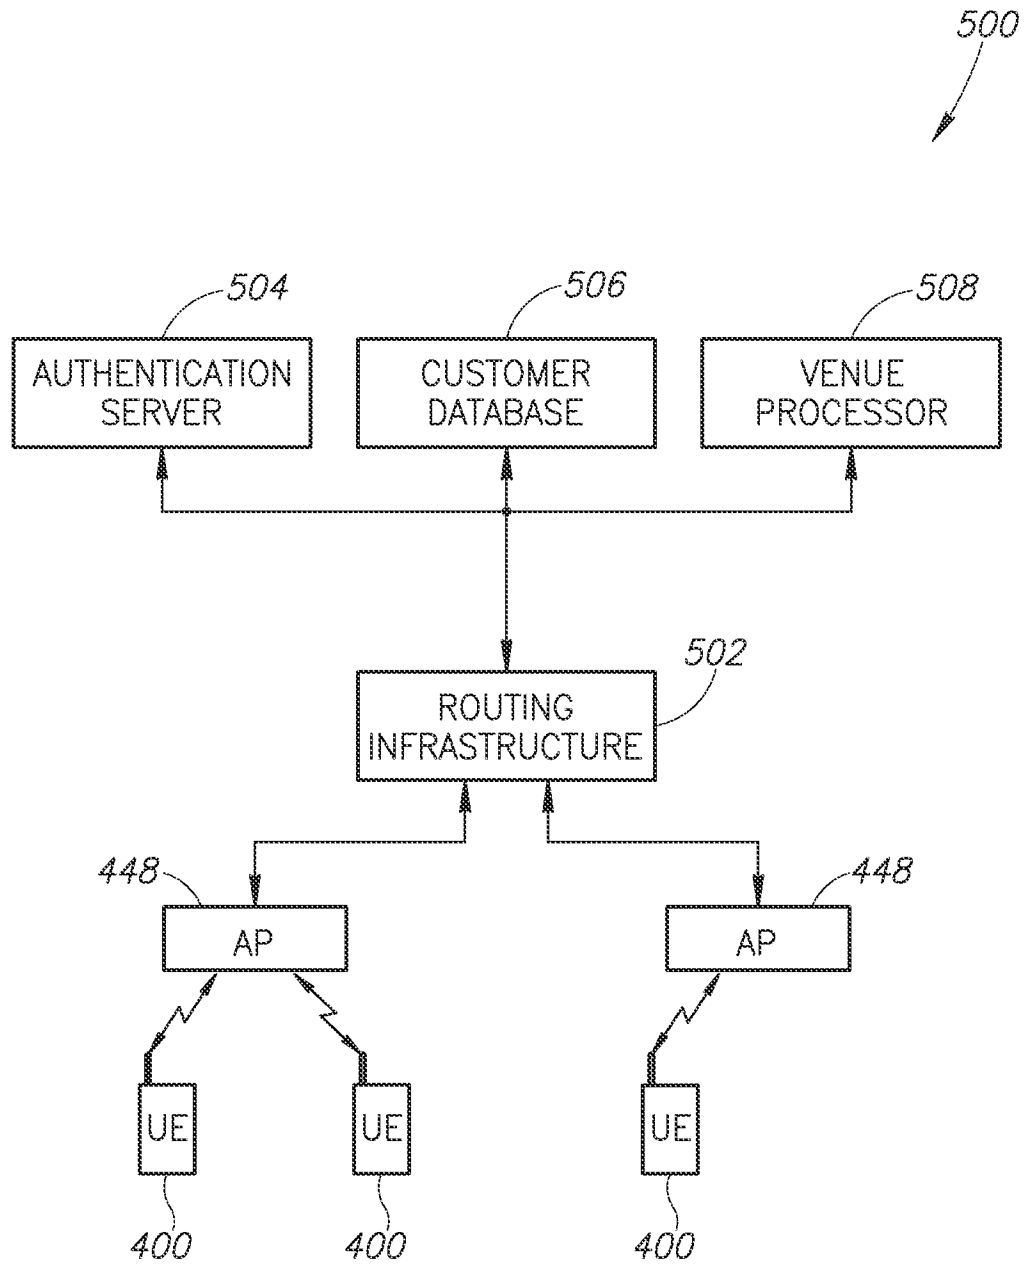 500
504
506
508
AUTHENTICATION
SERVER
CUSTOMER
DATABASE
VENUE
PROCESSOR
502
ROUTING
INFRASTRUCTURE
448
448
AP
AP
UE
UE
UE
400
400
400